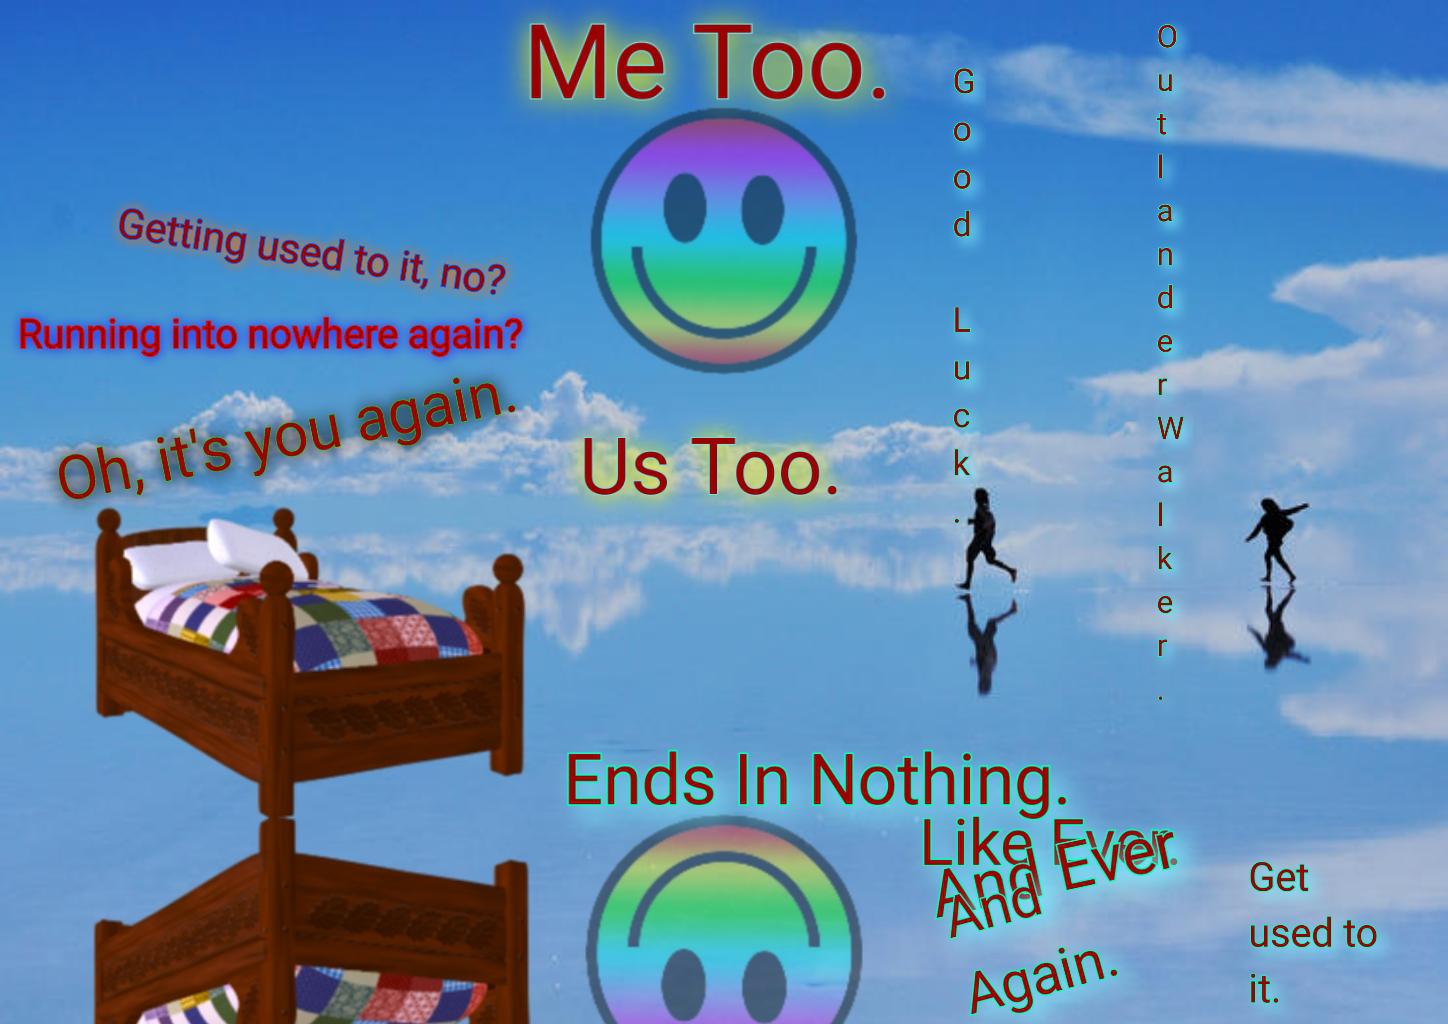 Me Too.
Getting used to it, no?
Running into nowhere again?
Oh, it's you again.
Us Too.
Good Luck.
OutlanderWalker.
Ends In Nothing.
Like Ever.
And Ever
And
Again.
Get
used to
it.